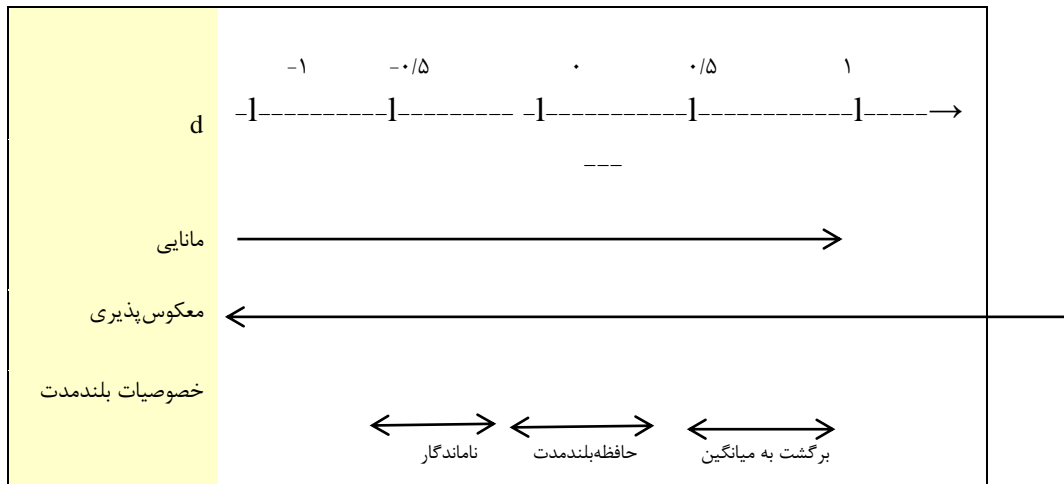 -۱ -۰/۵ ۰ ۰/۵ ۱
d -l----------l--------- -l-----------l------------l-----→
---
مانایی
معکوس‌پذیری
خصوصیات بلندمدت
ناماندگار حافظه‌بلندمدت برگشت به میانگین